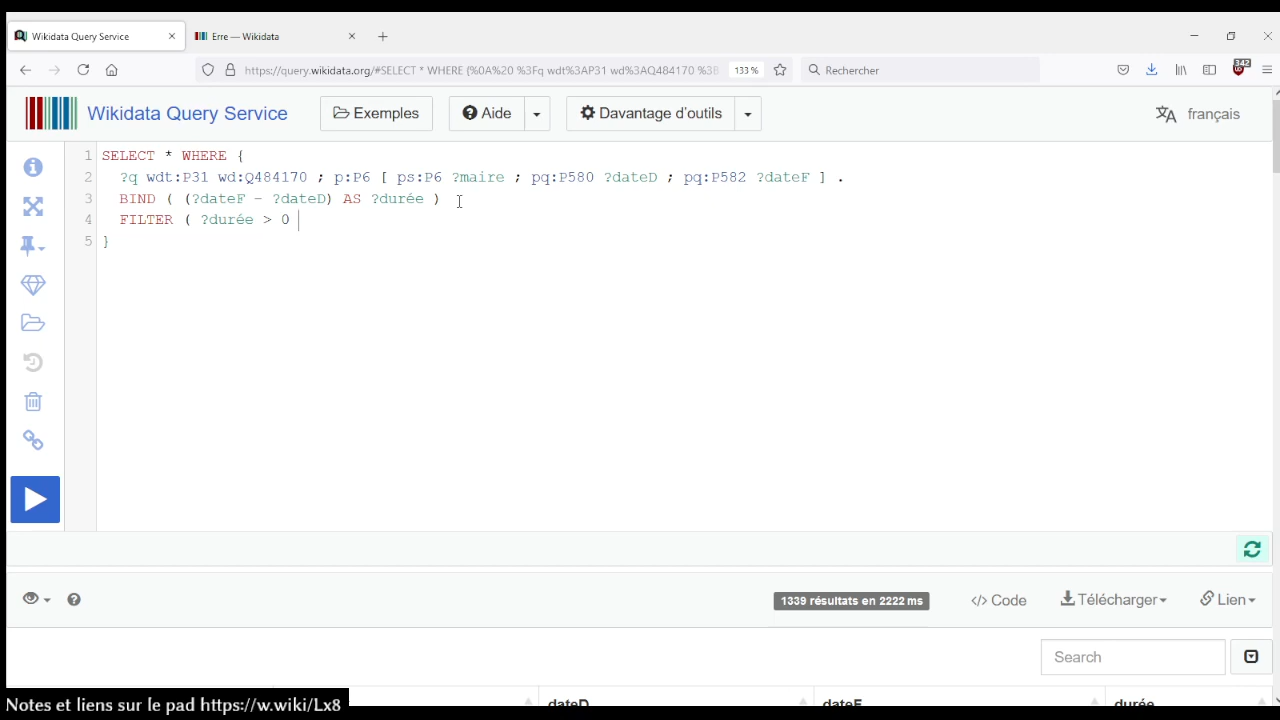 Wikidata Query Service
Erre — Wikidata
https://query.wikidata.org/#SELECT * WHERE {%0A%20 %3Fq wdt%3AP31 wd%3AQ484170 %3B
133 %
Rechercher
342
Wikidata Query Service
Exemples
Aide
Davantage d'outils
français
1 SELECT * WHERE {
2 ?q wdt:P31 wd:Q484170 ; p:P6 [ ps:P6 ?maire ; pq:P580 ?dateD ; pq:P582 ?dateF ] .
3 BIND ( (?dateF - ?dateD) AS ?durée )
4 FILTER ( ?durée > 0
5 }
1339 résultats en 2222 ms
</> Code
Télécharger
Lien
Search
dateD
dateF
durée
Notes et liens sur le pad https://w.wiki/Lx8